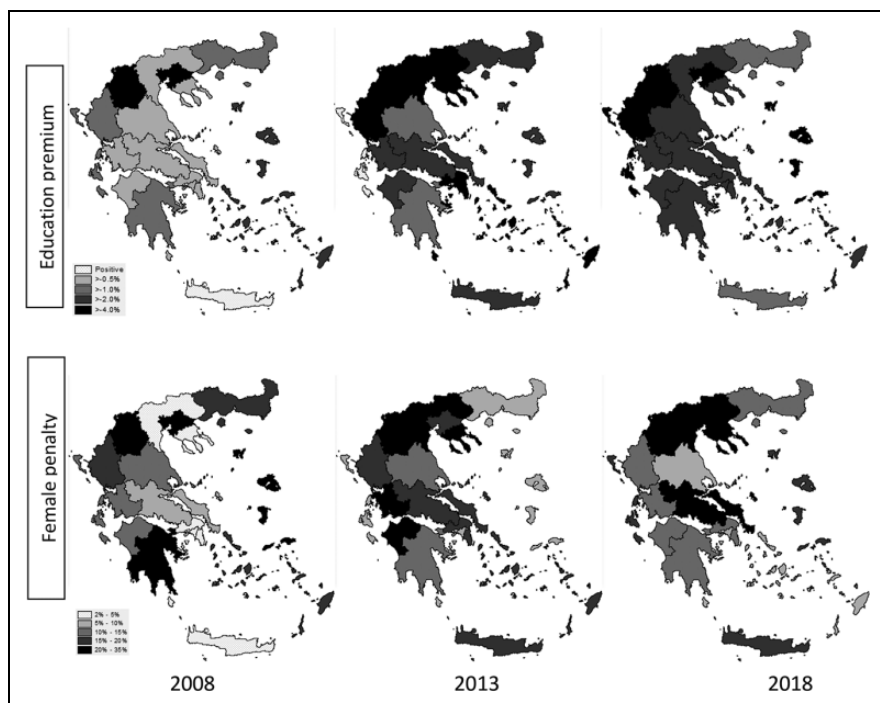 Education premium
Positive
>-0.5%
>-1.0%
>-2.0%
>-4.0%
Female penalty
2% - 5%
5% - 10%
10% - 15%
15% - 20%
20% - 35%
2008
2013
2018